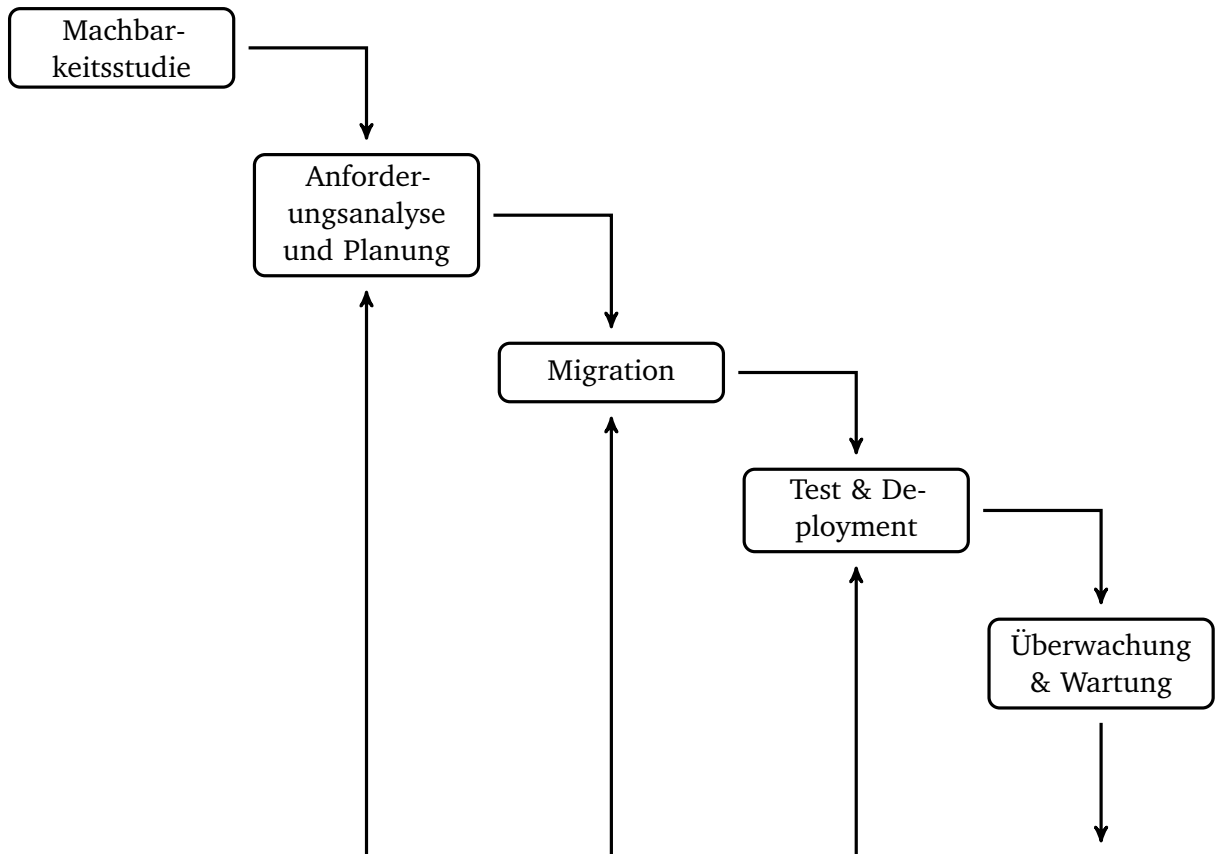 Machbar-
keitsstudie
Anforder-
ungsanalyse
und Planung
Migration
Test & De-
ployment
Überwachung
& Wartung